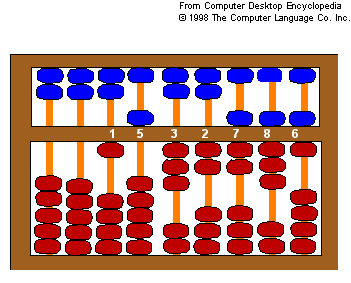 From Computer Desktop Encyclopedia
© 1998 The Computer Language Co. Inc.
1 5 3 2 7 8 6